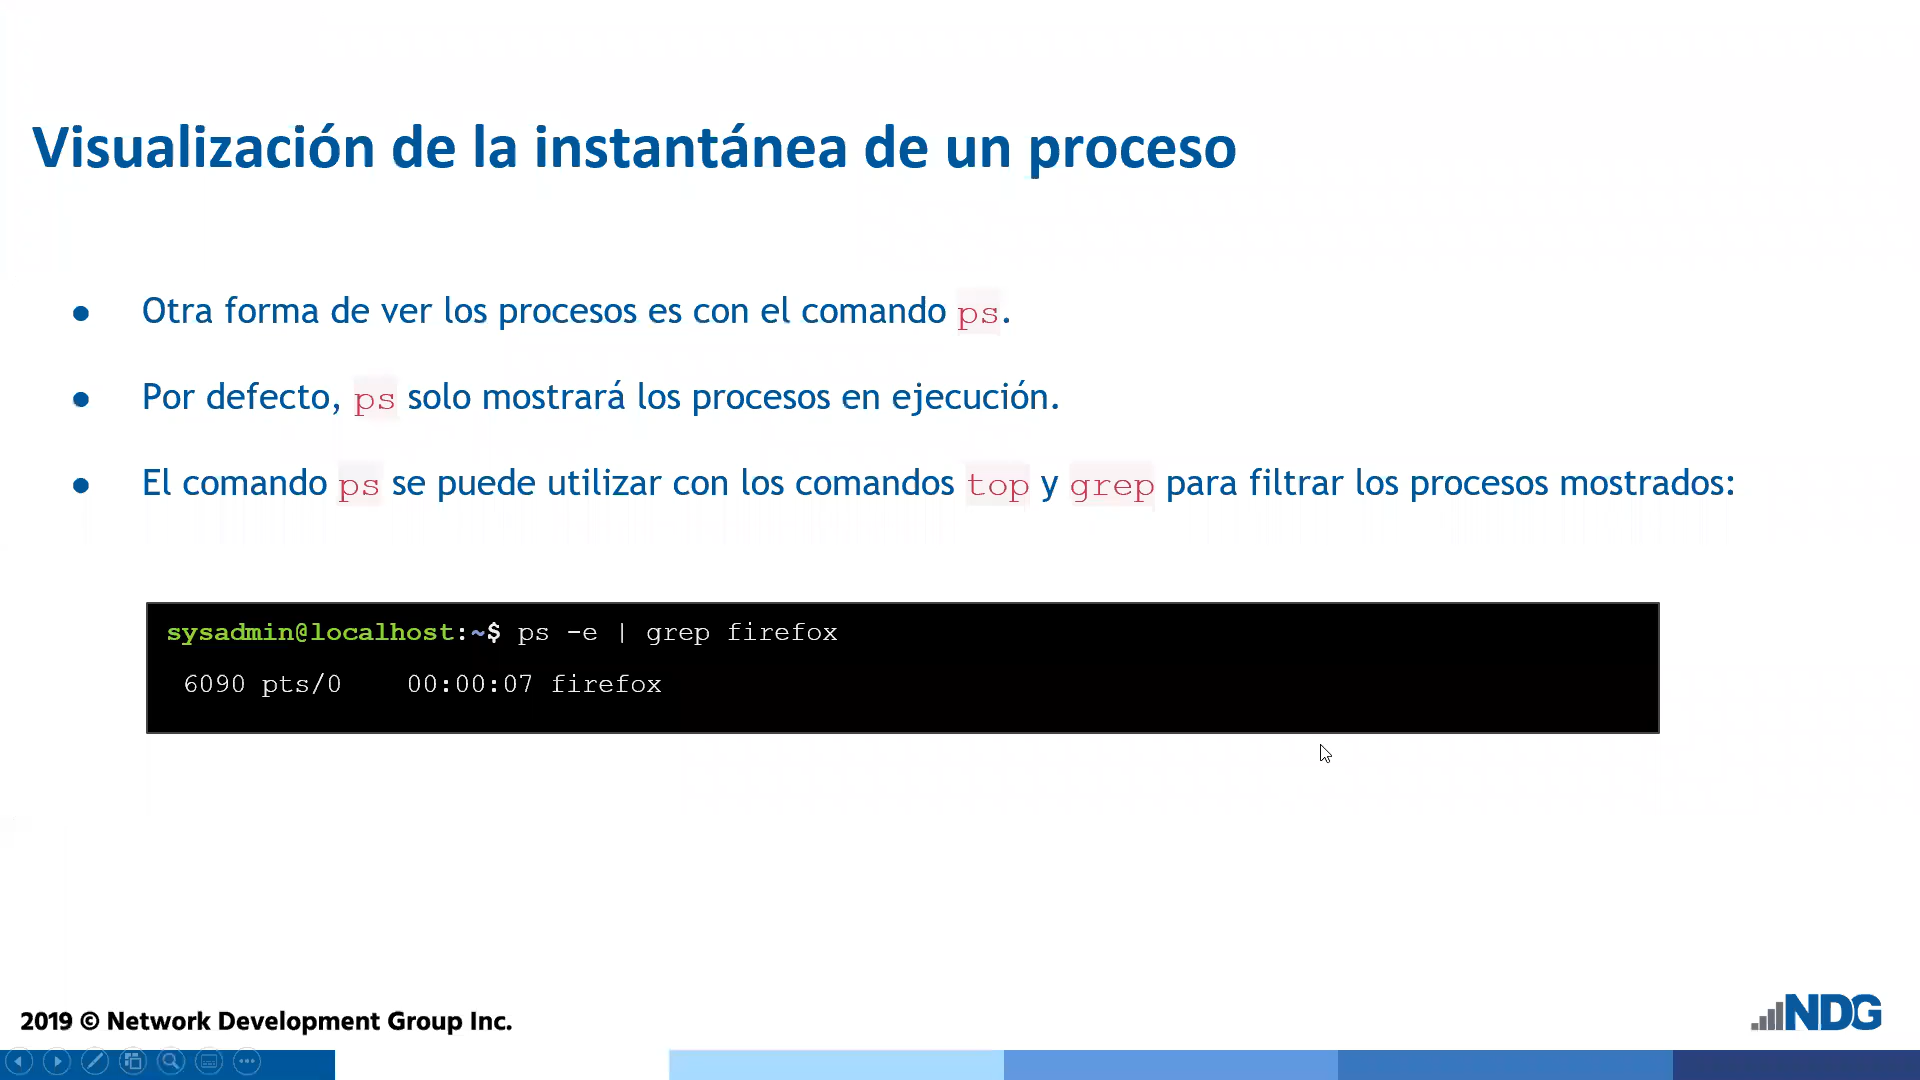 Visualización de la instantánea de un proceso
● Otra forma de ver los procesos es con el comando ps.
● Por defecto, ps solo mostrará los procesos en ejecución.
● El comando ps se puede utilizar con los comandos top y grep para filtrar los procesos mostrados:
sysadmin@localhost:~$ ps -e | grep firefox
6090 pts/0    00:00:07 firefox
2019 © Network Development Group Inc.
NDG